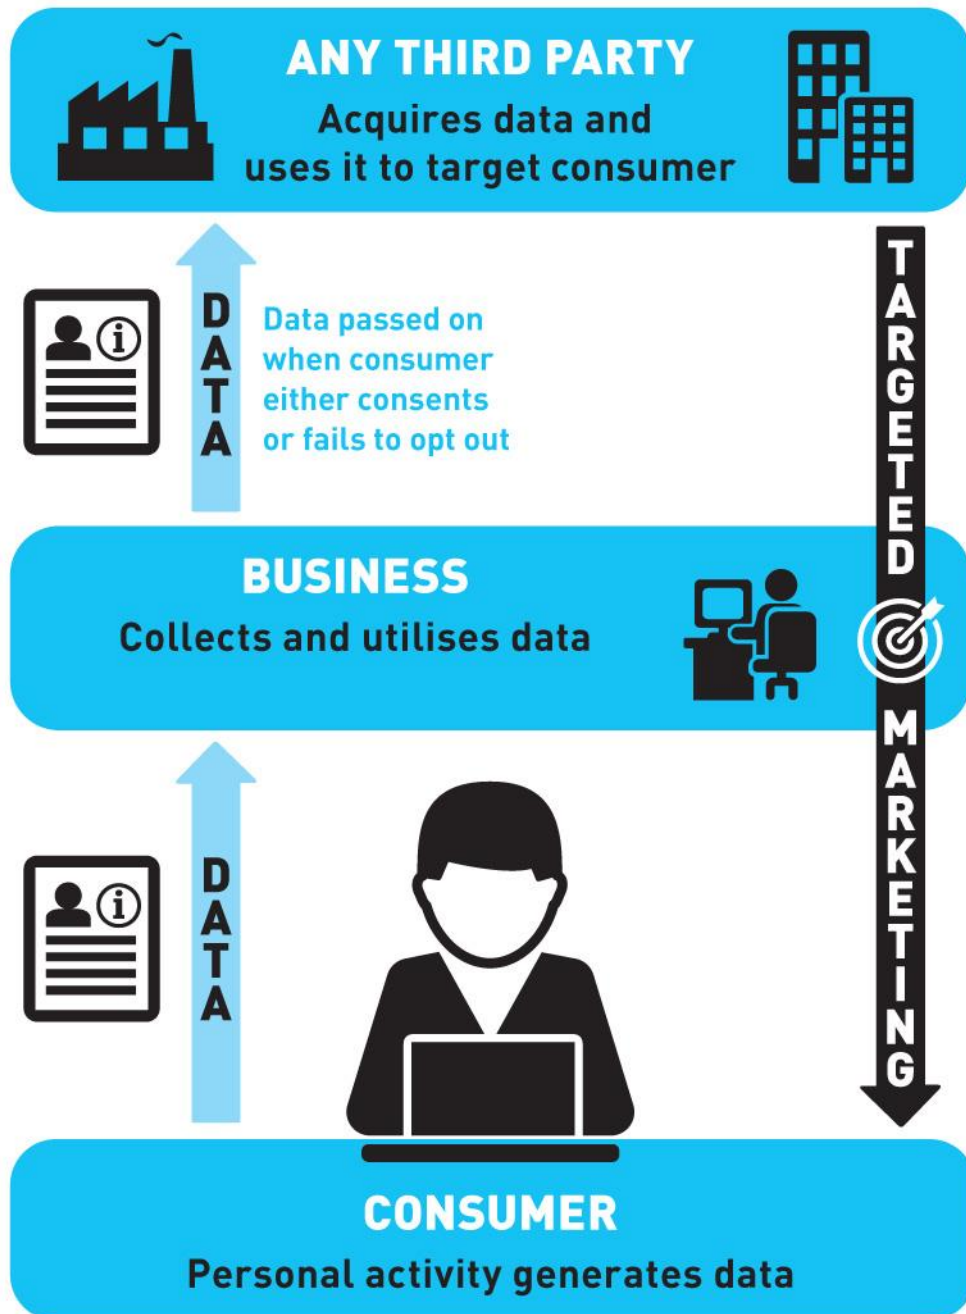 ANY THIRD PARTY
Acquires data and
uses it to target consumer
DATA
Data passed on
when consumer
either consents
or fails to opt out
TARGETED MARKETING
BUSINESS
Collects and utilises data
DATA
CONSUMER
Personal activity generates data